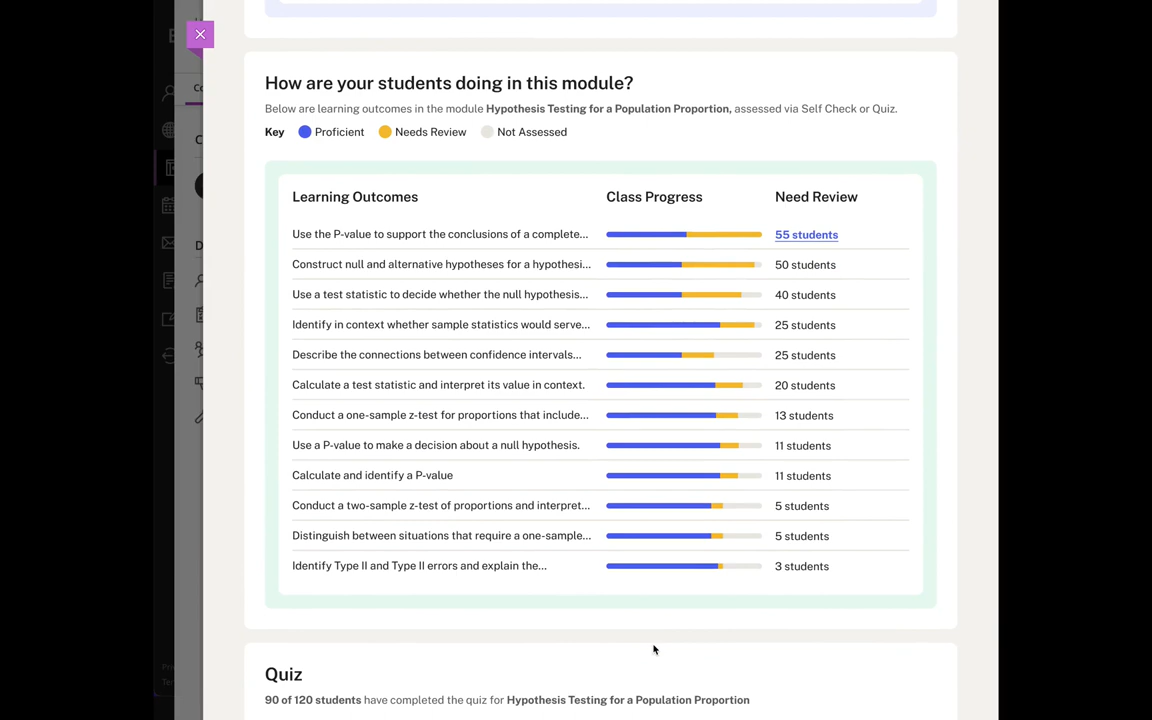 How are your students doing in this module?
Below are learning outcomes in the module Hypothesis Testing for a Population Proportion, assessed via Self Check or Quiz.
Key Proficient Needs Review Not Assessed
Learning Outcomes Class Progress Need Review
Use the P-value to support the conclusions of a complete... 55 students
Construct null and alternative hypotheses for a hypothesi... 50 students
Use a test statistic to decide whether the null hypothesis... 40 students
Identify in context whether sample statistics would serve... 25 students
Describe the connections between confidence intervals... 25 students
Calculate a test statistic and interpret its value in context. 20 students
Conduct a one-sample z-test for proportions that include... 13 students
Use a P-value to make a decision about a null hypothesis. 11 students
Calculate and identify a P-value 11 students
Conduct a two-sample z-test of proportions and interpret... 5 students
Distinguish between situations that require a one-sample... 5 students
Identify Type II and Type II errors and explain the... 3 students
Quiz
90 of 120 students have completed the quiz for Hypothesis Testing for a Population Proportion